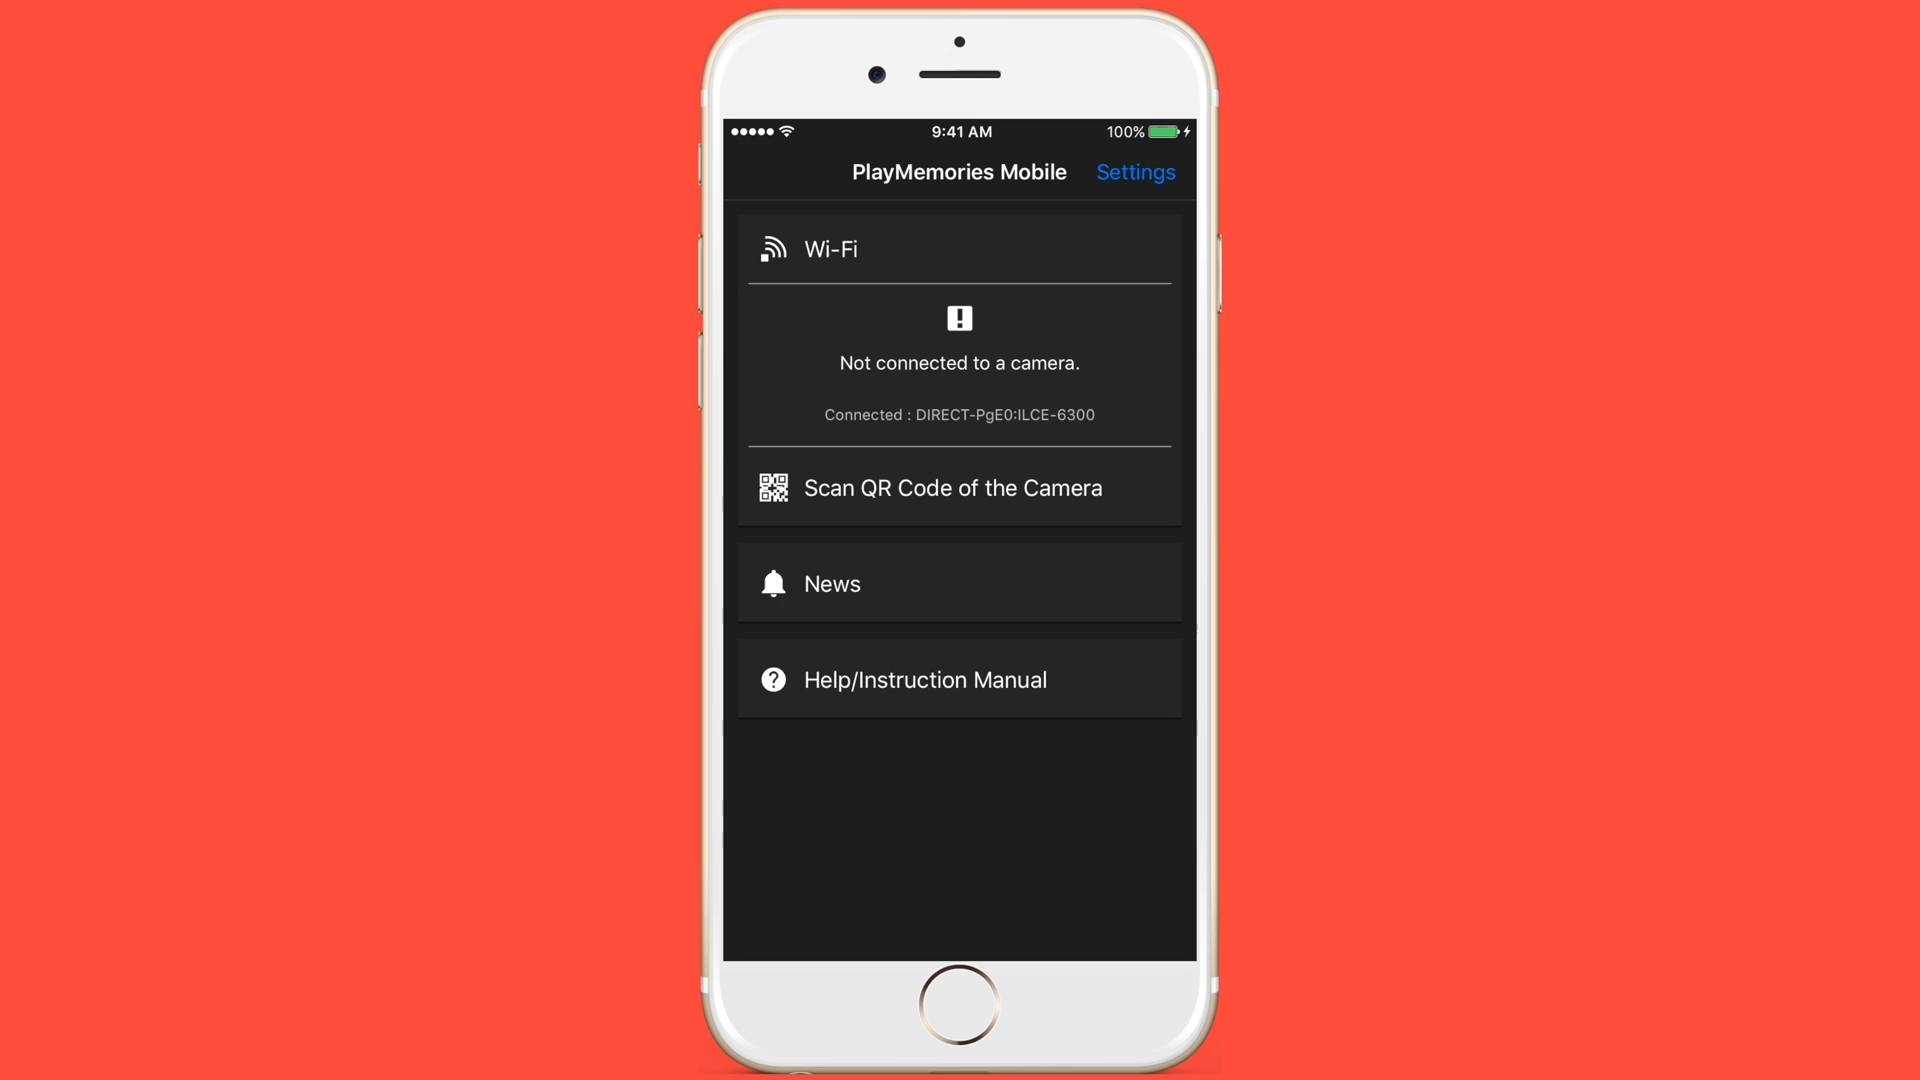 9:41 AM 100%
PlayMemories Mobile Settings
Wi-Fi
Not connected to a camera.
Connected : DIRECT-PgE0:ILCE-6300
Scan QR Code of the Camera
News
Help/Instruction Manual